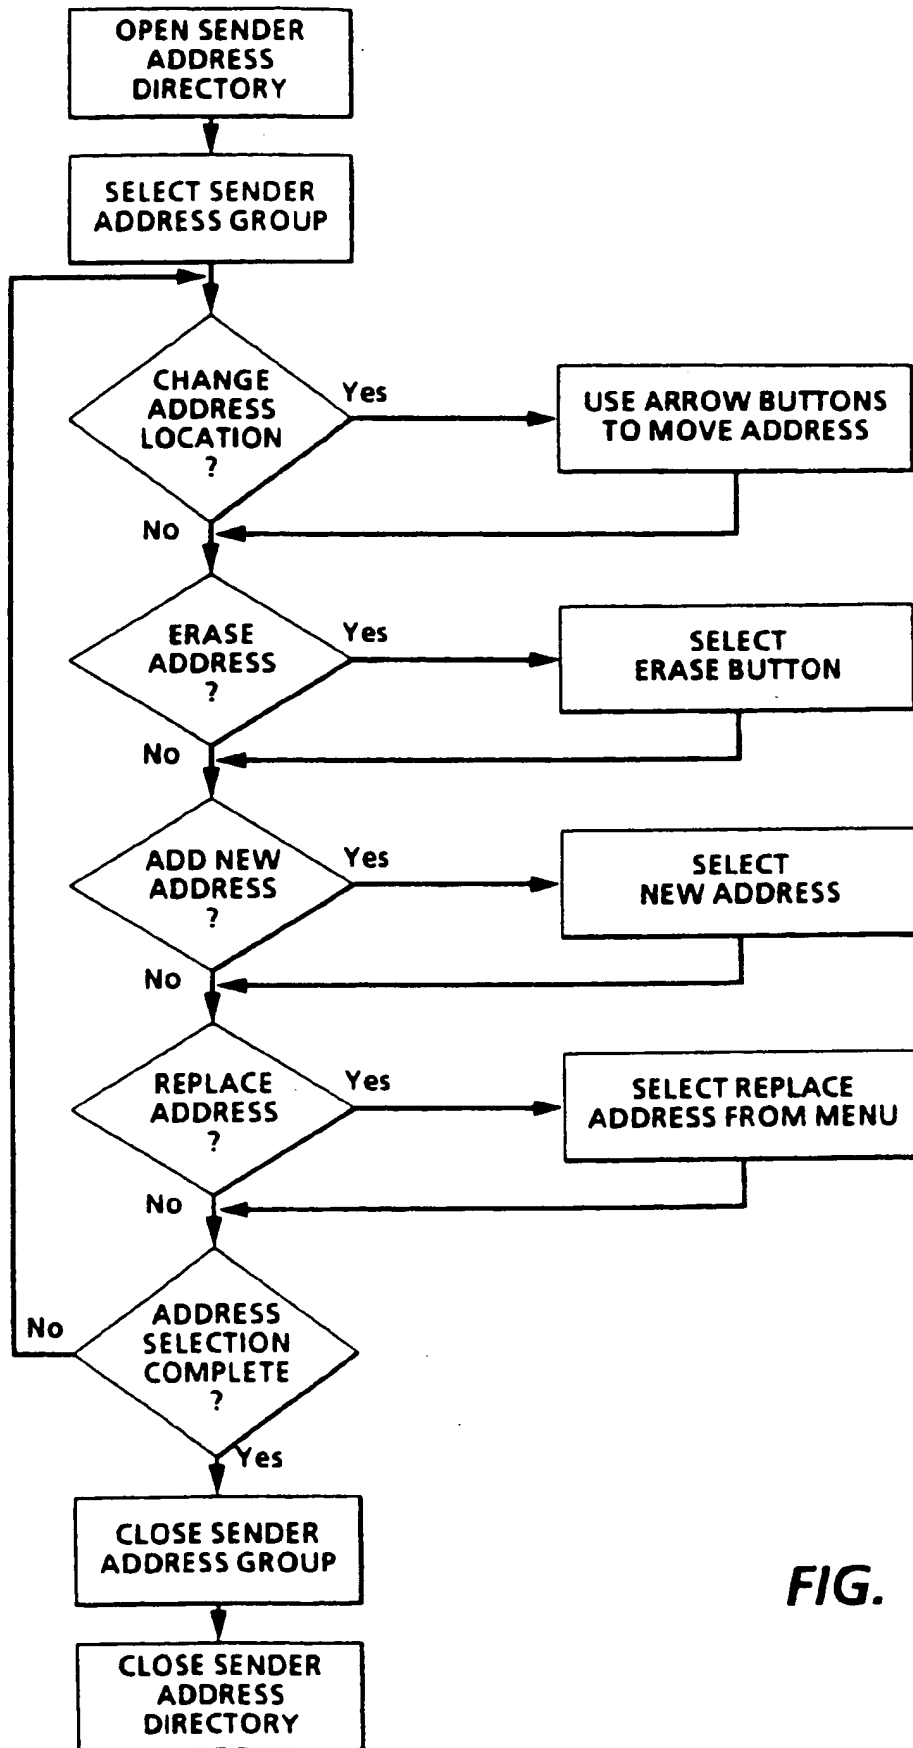 OPEN SENDER
ADDRESS
DIRECTORY
SELECT SENDER
ADDRESS GROUP
CHANGE
ADDRESS
LOCATION
?
Yes
USE ARROW BUTTONS
TO MOVE ADDRESS
No
ERASE
ADDRESS
?
Yes
SELECT
ERASE BUTTON
No
ADD NEW
ADDRESS
?
Yes
SELECT
NEW ADDRESS
No
REPLACE
ADDRESS
?
Yes
SELECT REPLACE
ADDRESS FROM MENU
No
ADDRESS
SELECTION
COMPLETE
?
No
Yes
CLOSE SENDER
ADDRESS GROUP
FIG.
CLOSE SENDER
ADDRESS
DIRECTORY